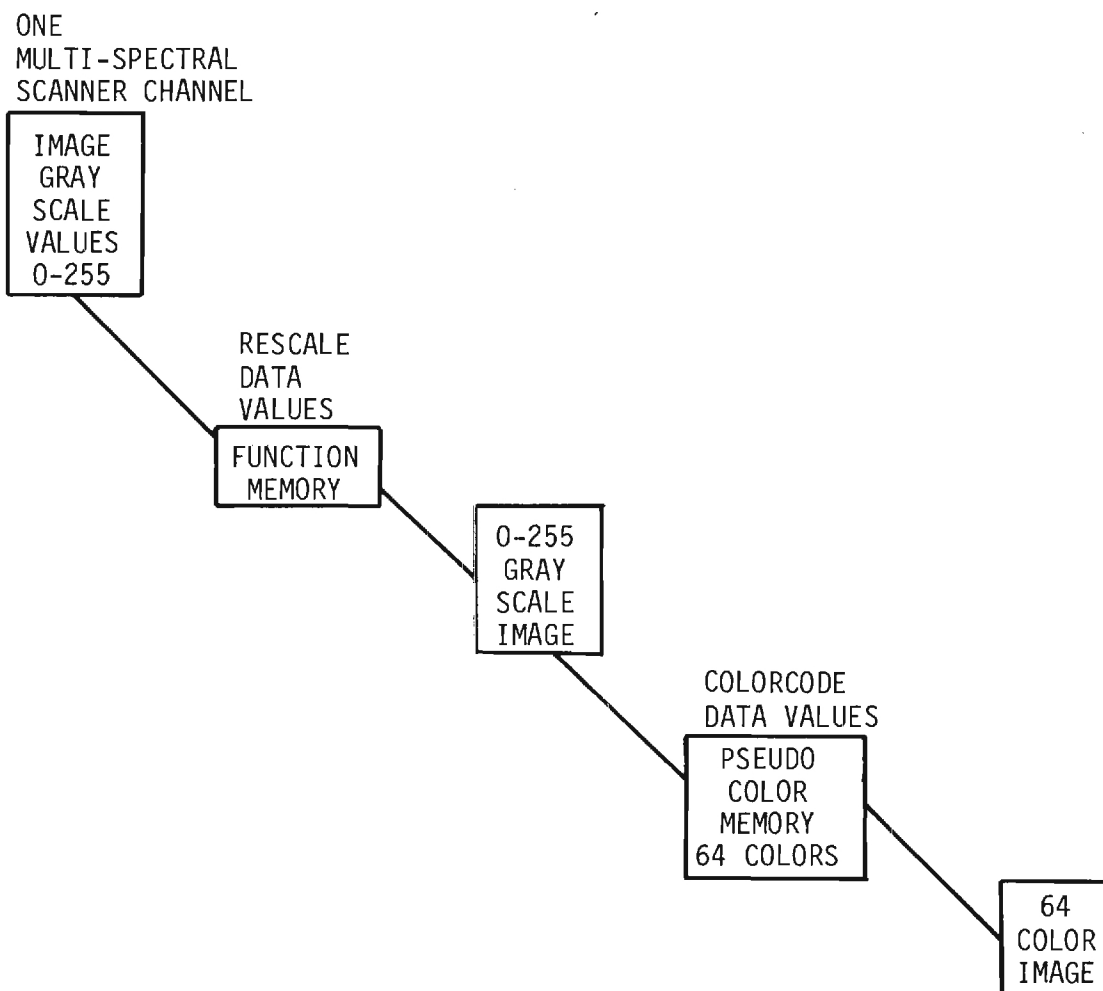 ONE
MULTI-SPECTRAL
SCANNER CHANNEL
IMAGE
GRAY
SCALE
VALUES
0-255
RESCALE
DATA
VALUES
FUNCTION
MEMORY
0-255
GRAY
SCALE
IMAGE
COLORCODE
DATA VALUES
PSEUDO
COLOR
MEMORY
64 COLORS
64
COLOR
IMAGE